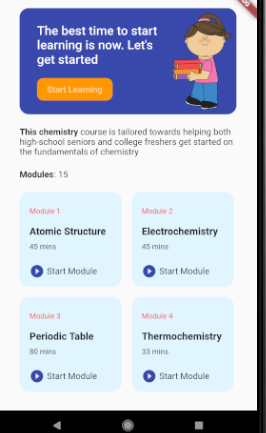 The best time to start
learning is now. Let's
get started
Start Learning
This chemistry course is tailored towards helping both
high-school seniors and college freshers get started on
the fundamentals of chemistry
Modules: 15
Module 1
Atomic Structure
45 mins
Start Module
Module 2
Electrochemistry
45 mins
Start Module
Module 3
Periodic Table
80 mins
Start Module
Module 4
Thermochemistry
33 mins
Start Module